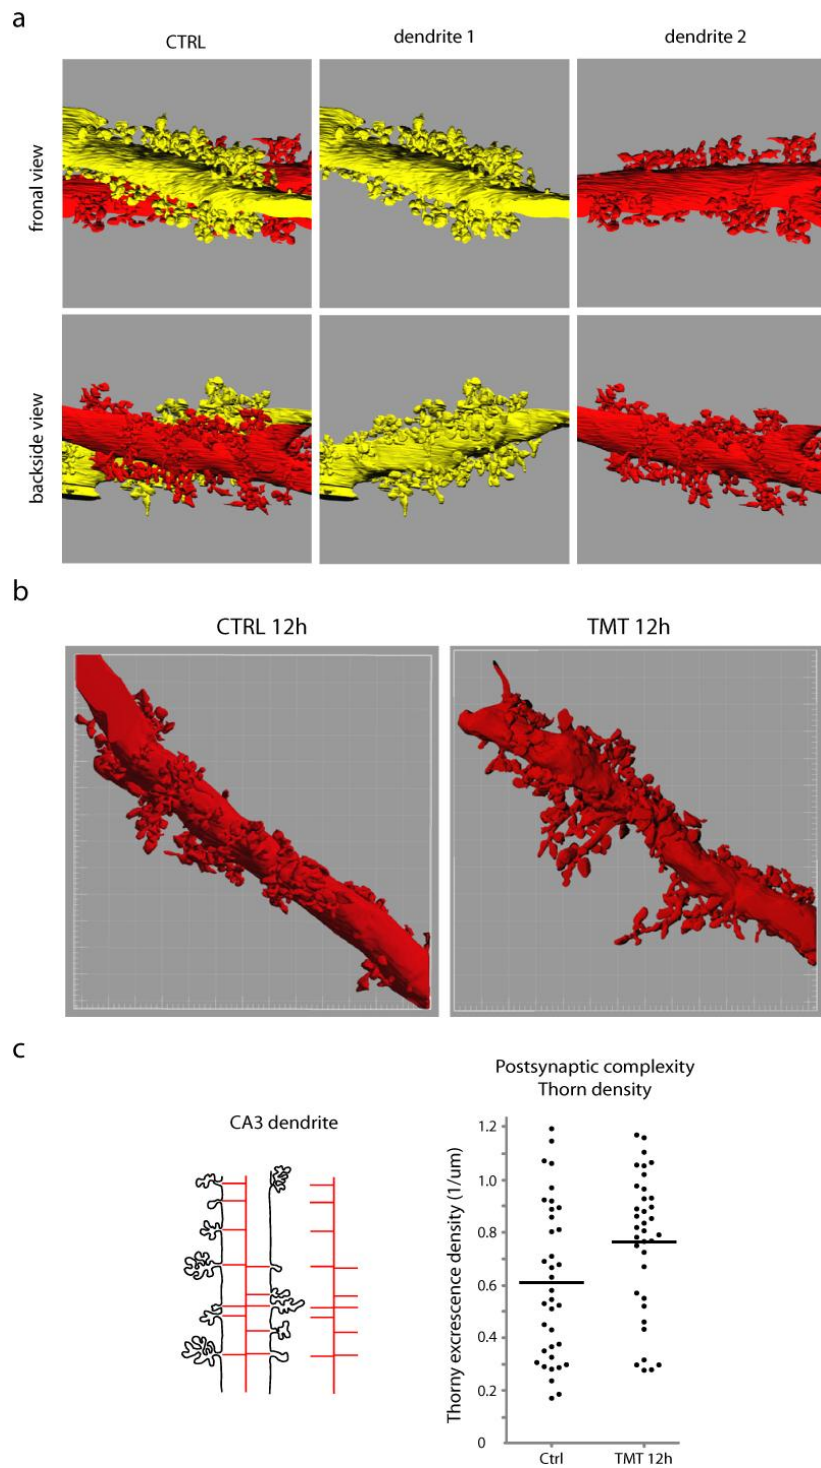 a
CTRL
dendrite 1
dendrite 2
fronal view
backside view
b
CTRL 12h
TMT 12h
c
CA3 dendrite
Postsynaptic complexity
Thorn density
Thorny excrescence density (1/um)
1.2
1.0
0.8
0.6
0.4
0.2
0
Ctrl
TMT 12h